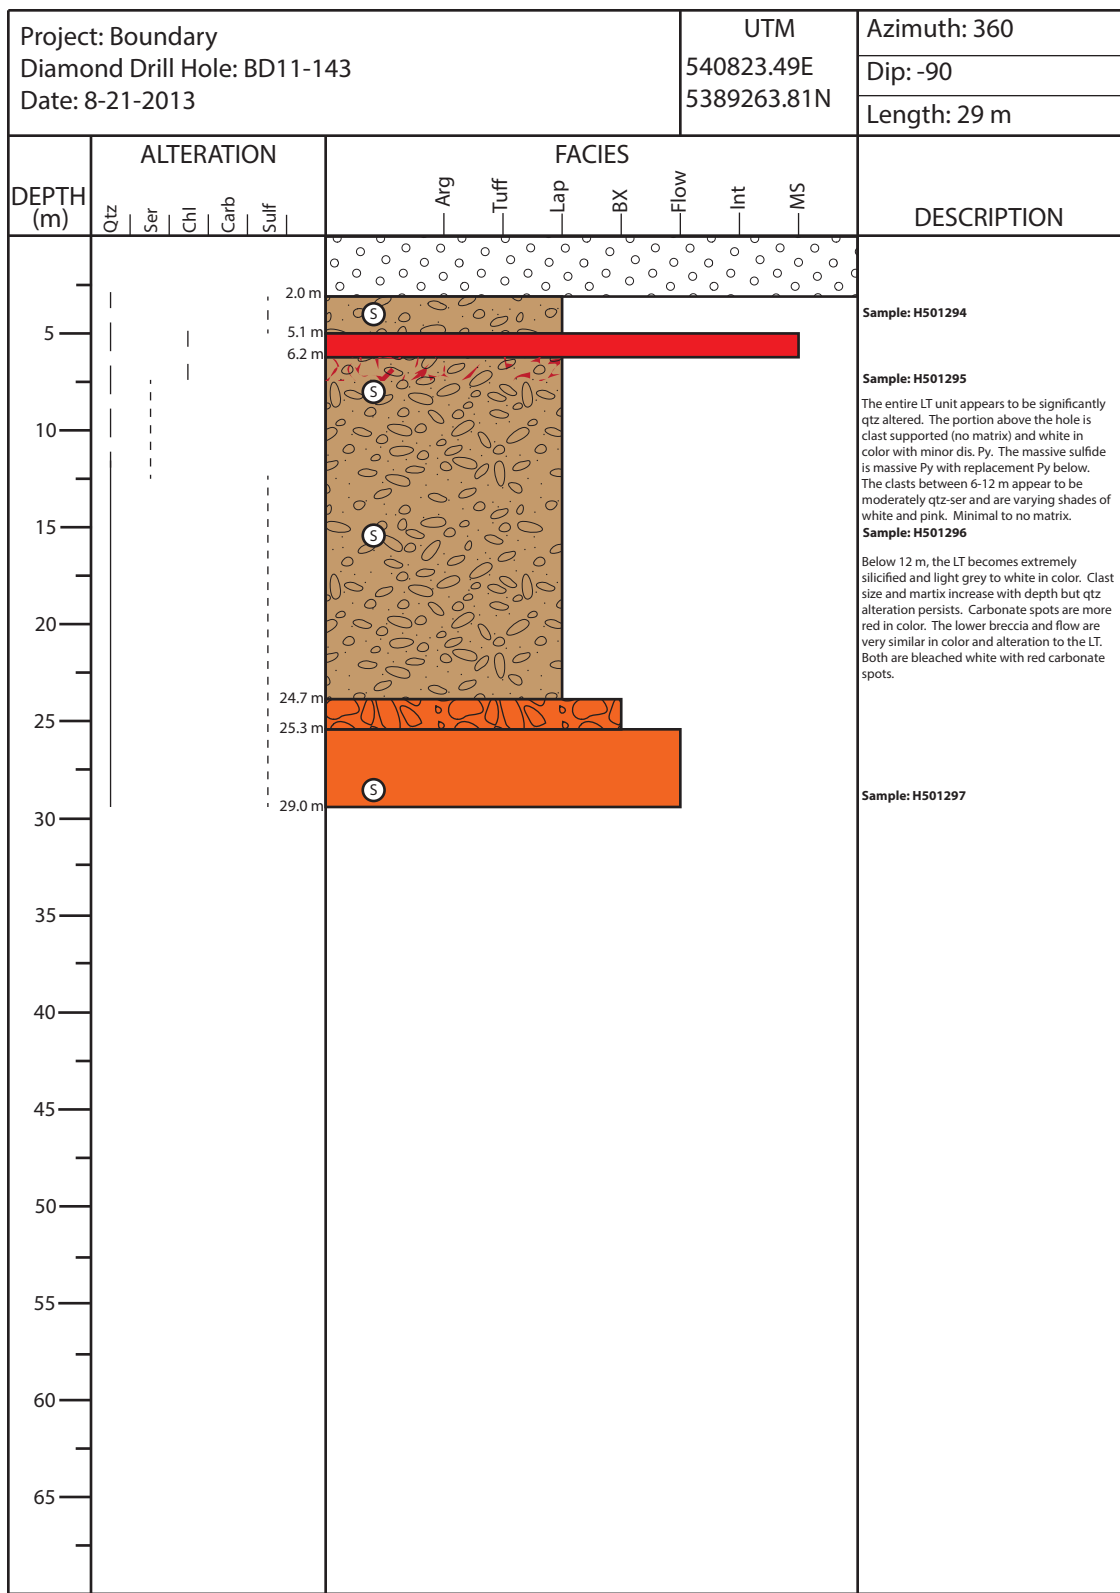 Project: Boundary
Diamond Drill Hole: BD11-143
Date: 8-21-2013
UTM
540823.49E
5389263.81N
Azimuth: 360
Dip: -90
Length: 29 m
DEPTH
(m)
ALTERATION
Qtz
Ser
Chl
Carb
Sulf
FACIES
Arg
Tuff
Lap
BX
Flow
Int
MS
DESCRIPTION
2.0 m
S
Sample: H501294
5
5.1 m
6.2 m
Sample: H501295
S
The entire LT unit appears to be significantly
qtz altered. The portion above the hole is
clast supported (no matrix) and white in
color with minor dis. Py. The massive sulfide
is massive Py with replacement Py below.
The clasts between 6-12 m appear to be
moderately qtz-ser and are varying shades of
white and pink. Minimal to no matrix.
10
15
S
Sample: H501296
Below 12 m, the LT becomes extremely
silicified and light grey to white in color. Clast
size and martix increase with depth but qtz
alteration persists. Carbonate spots are more
red in color. The lower breccia and flow are
very similar in color and alteration to the LT.
Both are bleached white with red carbonate
spots.
20
24.7 m
25
25.3 m
S
Sample: H501297
29.0 m
30
35
40
45
50
55
60
65